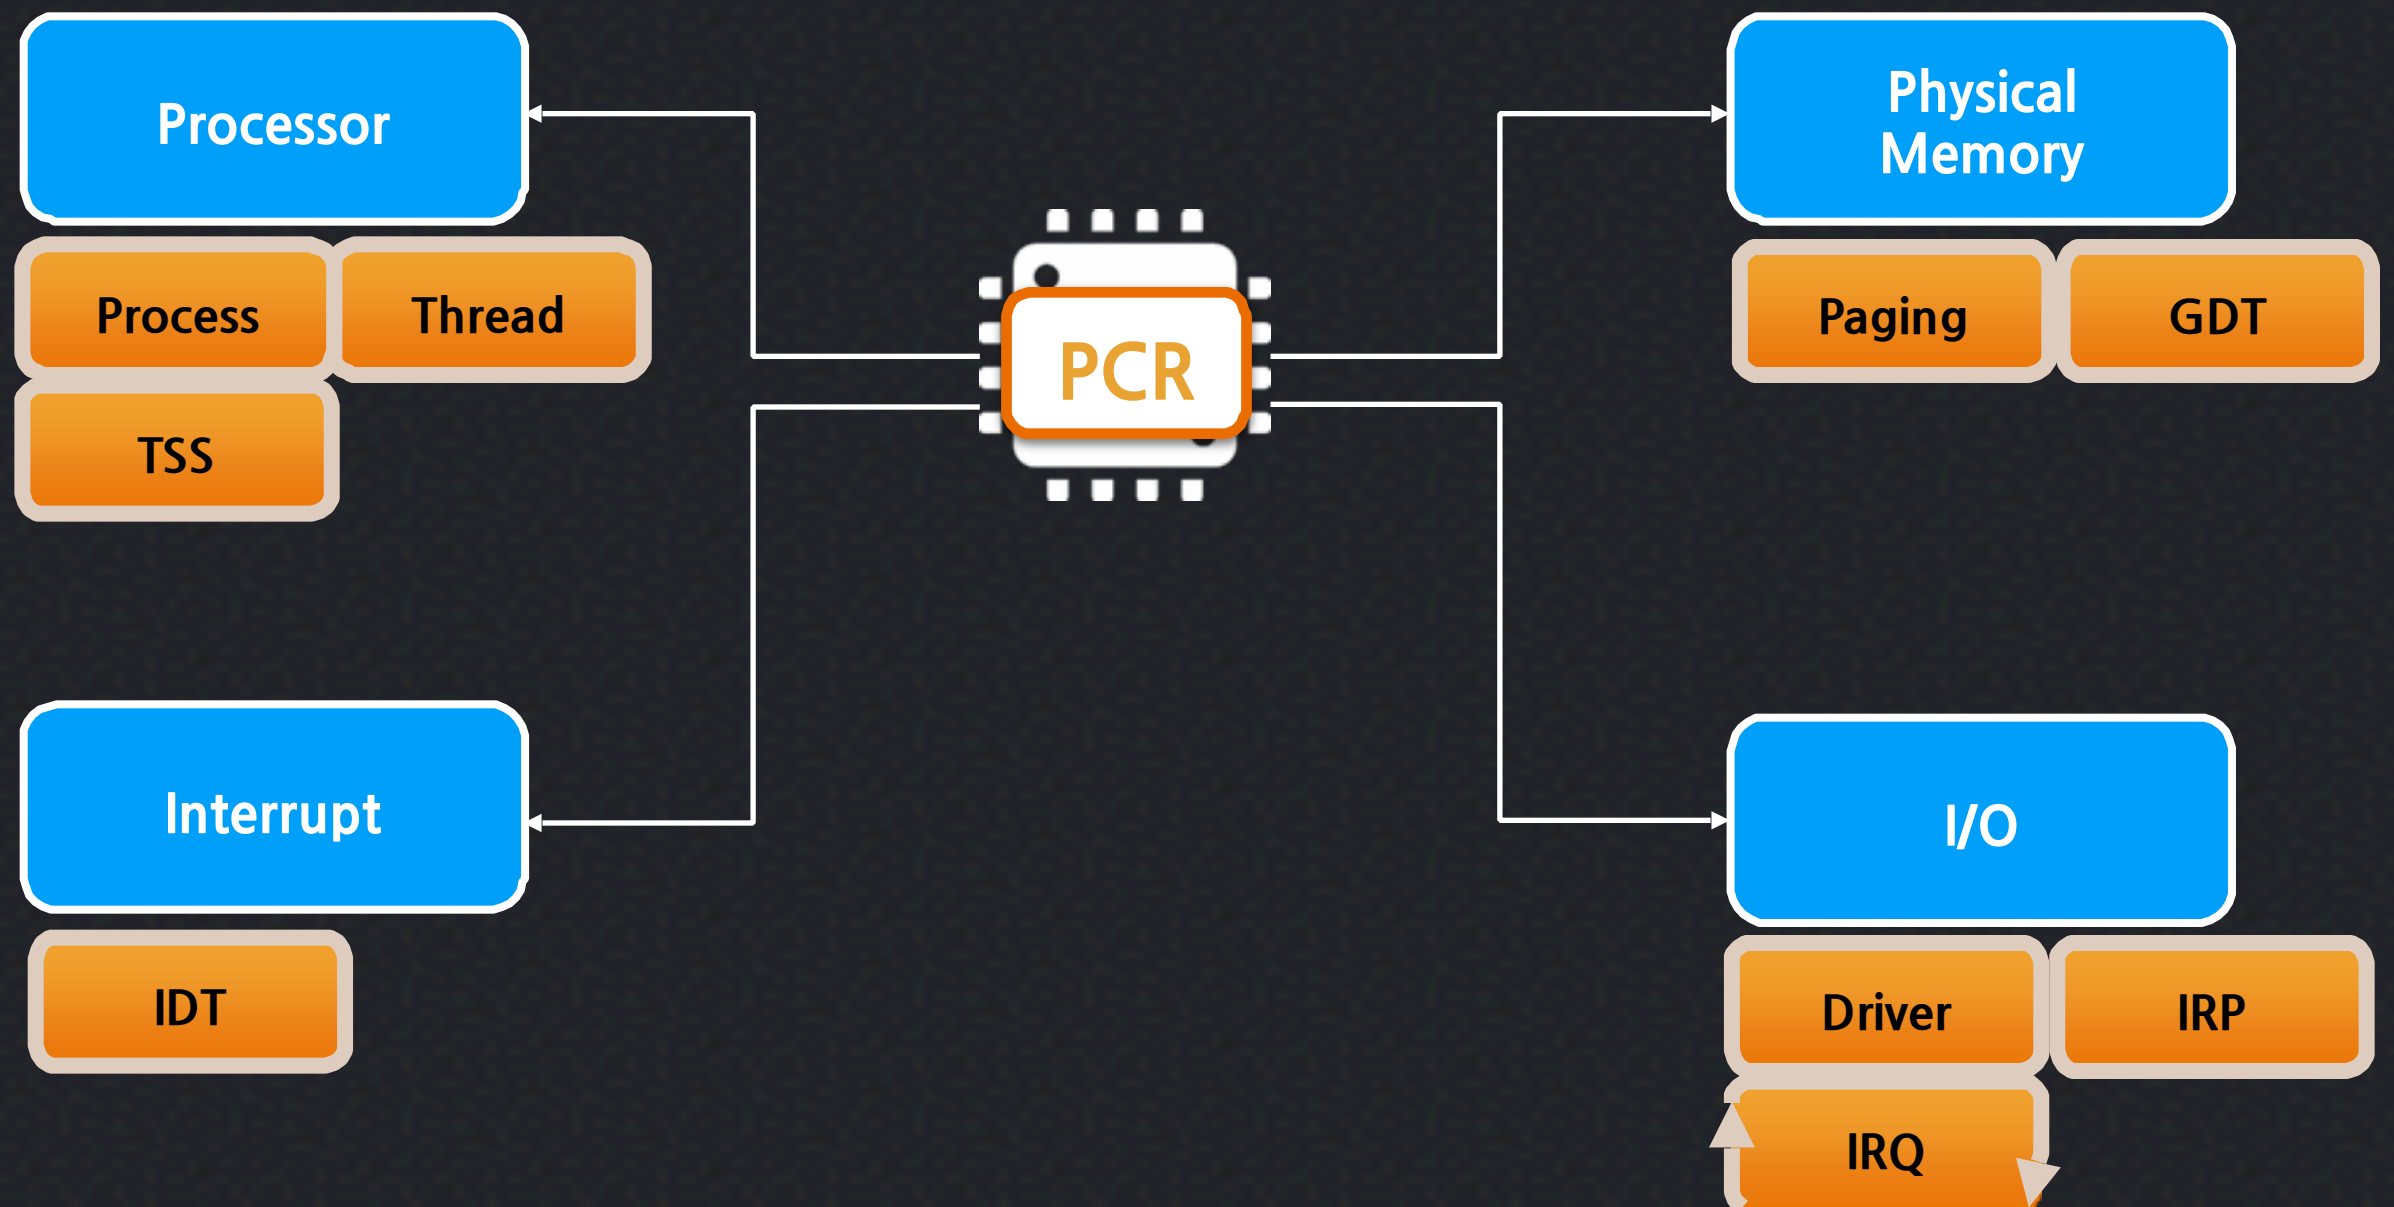 Processor
Process
Thread
TSS
PCR
Physical
Memory
Paging
GDT
Interrupt
IDT
I/O
Driver
IRP
IRQ